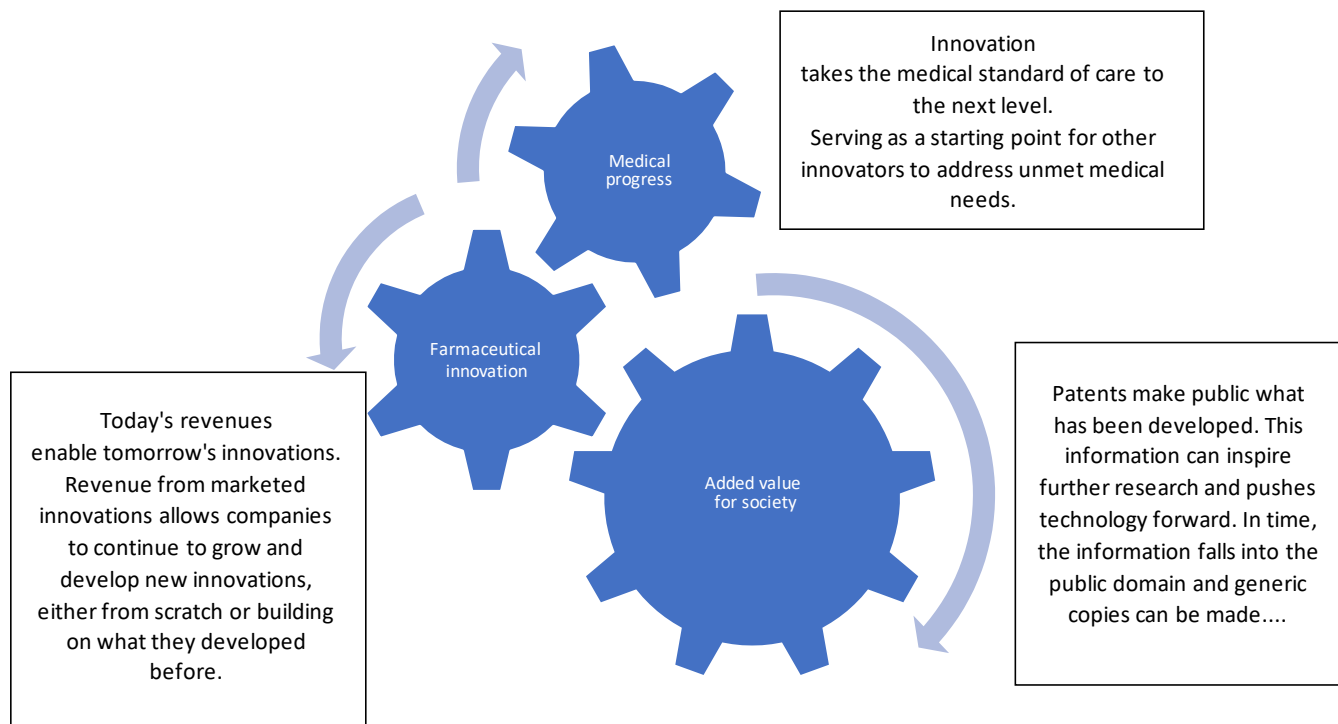 Innovation
takes the medical standard of care to
the next level.
Serving as a starting point for other
innovators to address unmet medical
needs.
Medical
progress
Farmaceutical
innovation
Today's revenues
enable tomorrow's innovations.
Revenue from marketed
innovations allows companies
to continue to grow and
develop new innovations,
either from scratch or building
on what they developed
before.
Added value
for society
Patents make public what
has been developed. This
information can inspire
further research and pushes
technology forward. In time,
the information falls into the
public domain and generic
copies can be made....